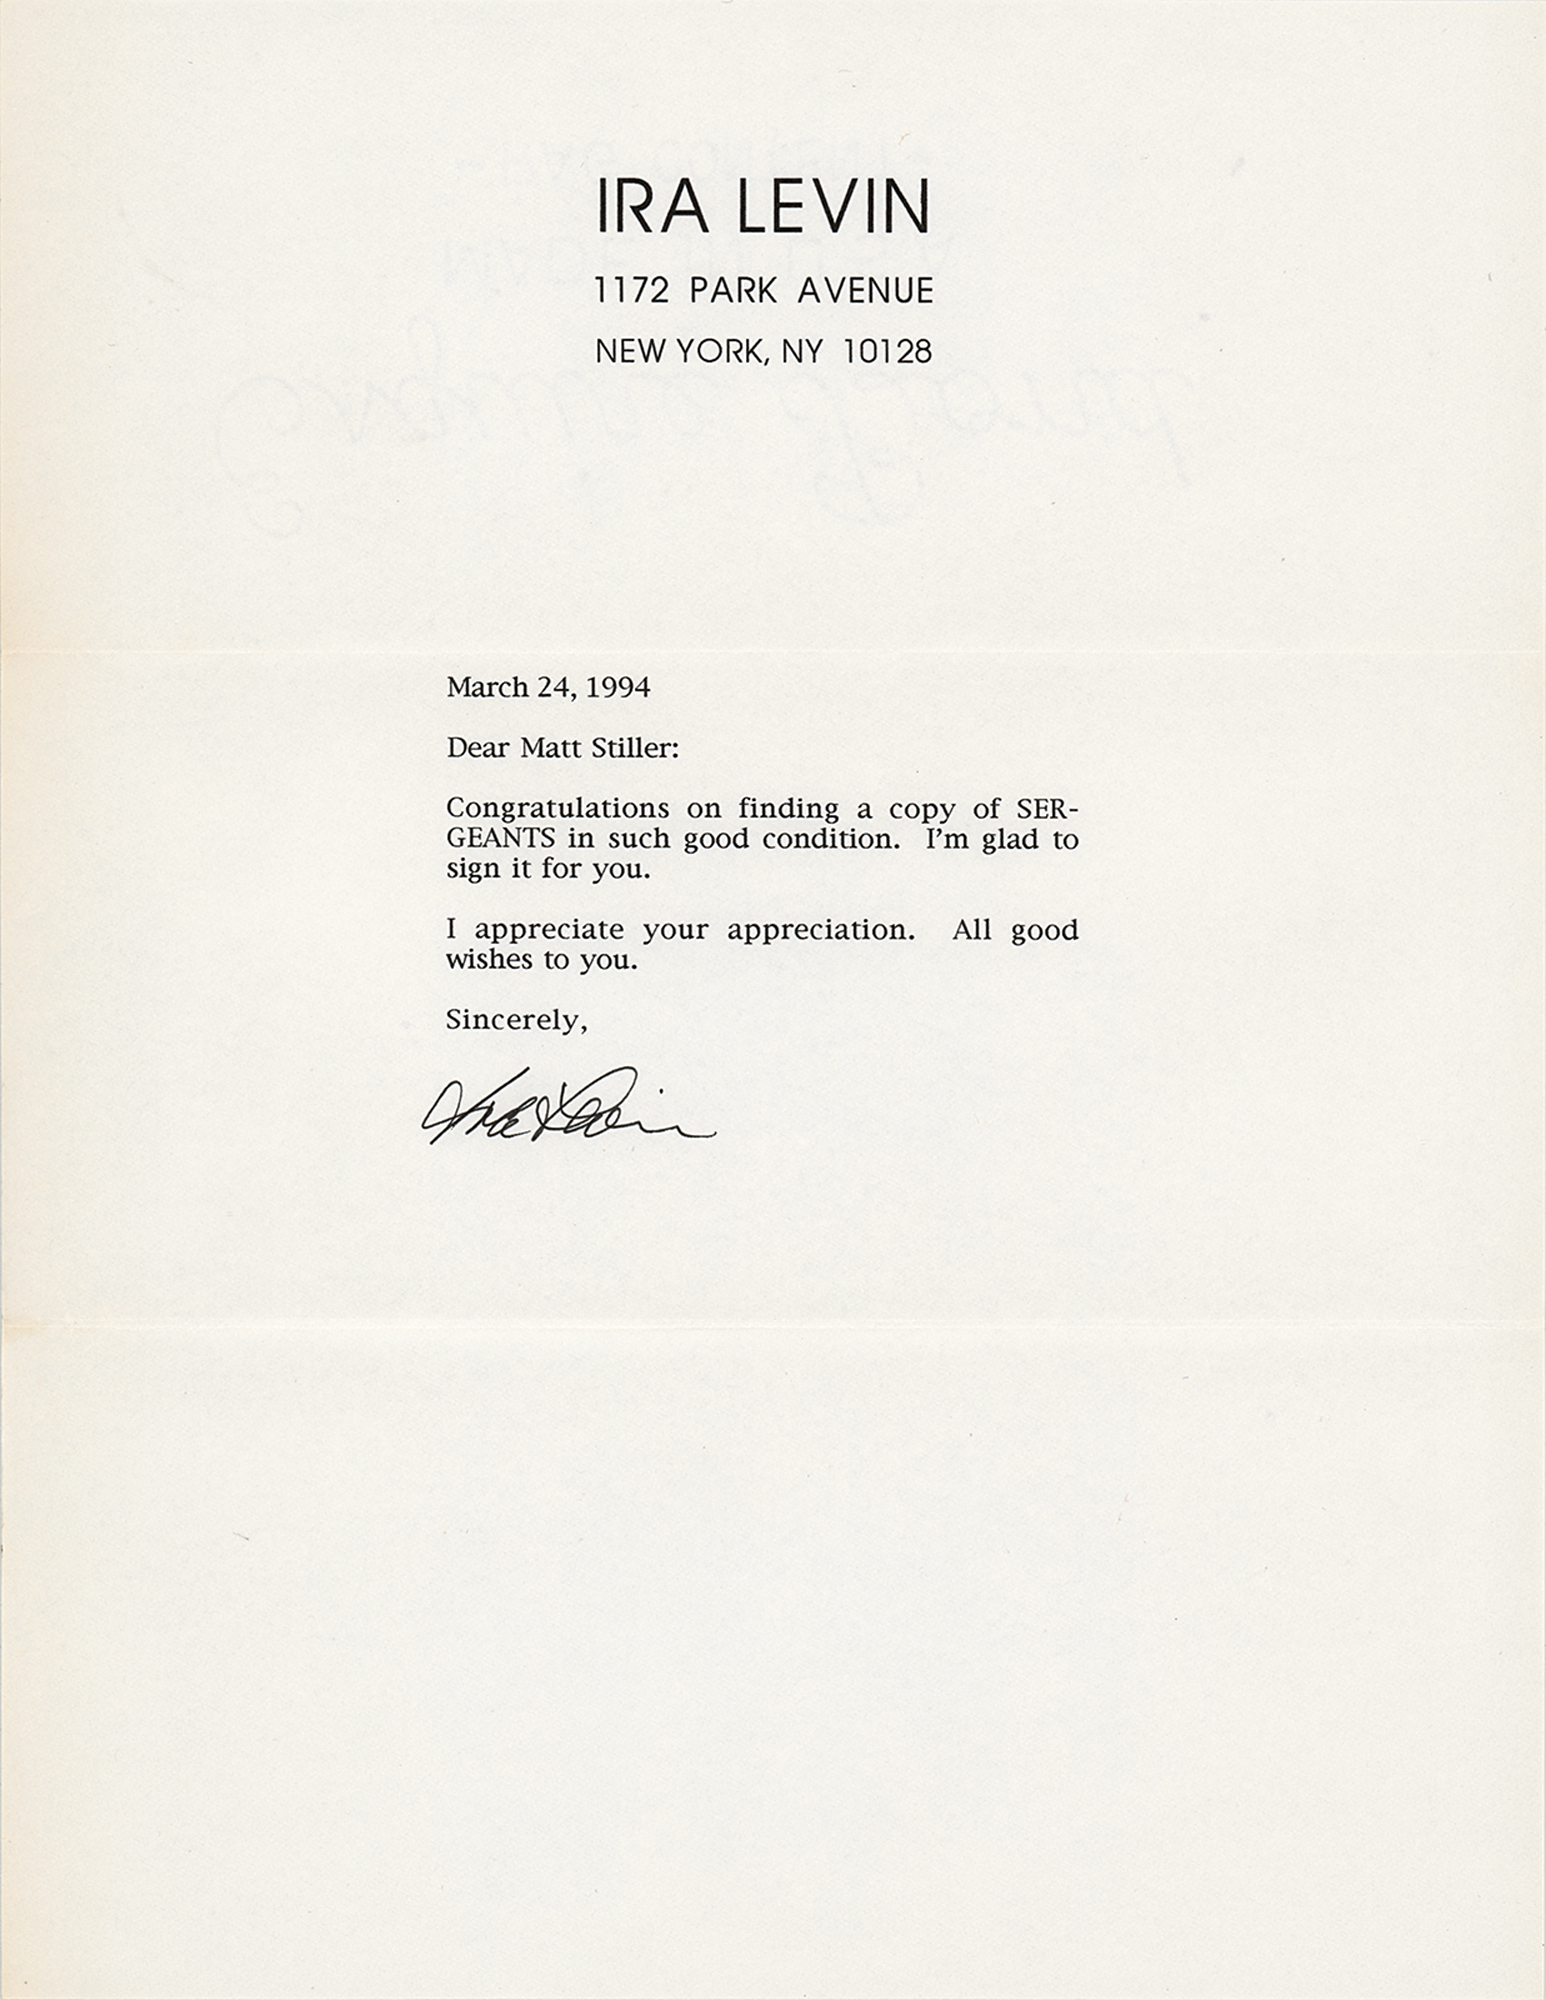 IRA LEVIN
1172 PARK AVENUE
NEW YORK, NY 10128
March 24, 1994
Dear Matt Stiller:
Congratulations on finding a copy of SER-
GEANTS in such good condition. I'm glad to
sign it for you.
I appreciate your appreciation. All good
wishes to you.
Sincerely,
Ira Levin